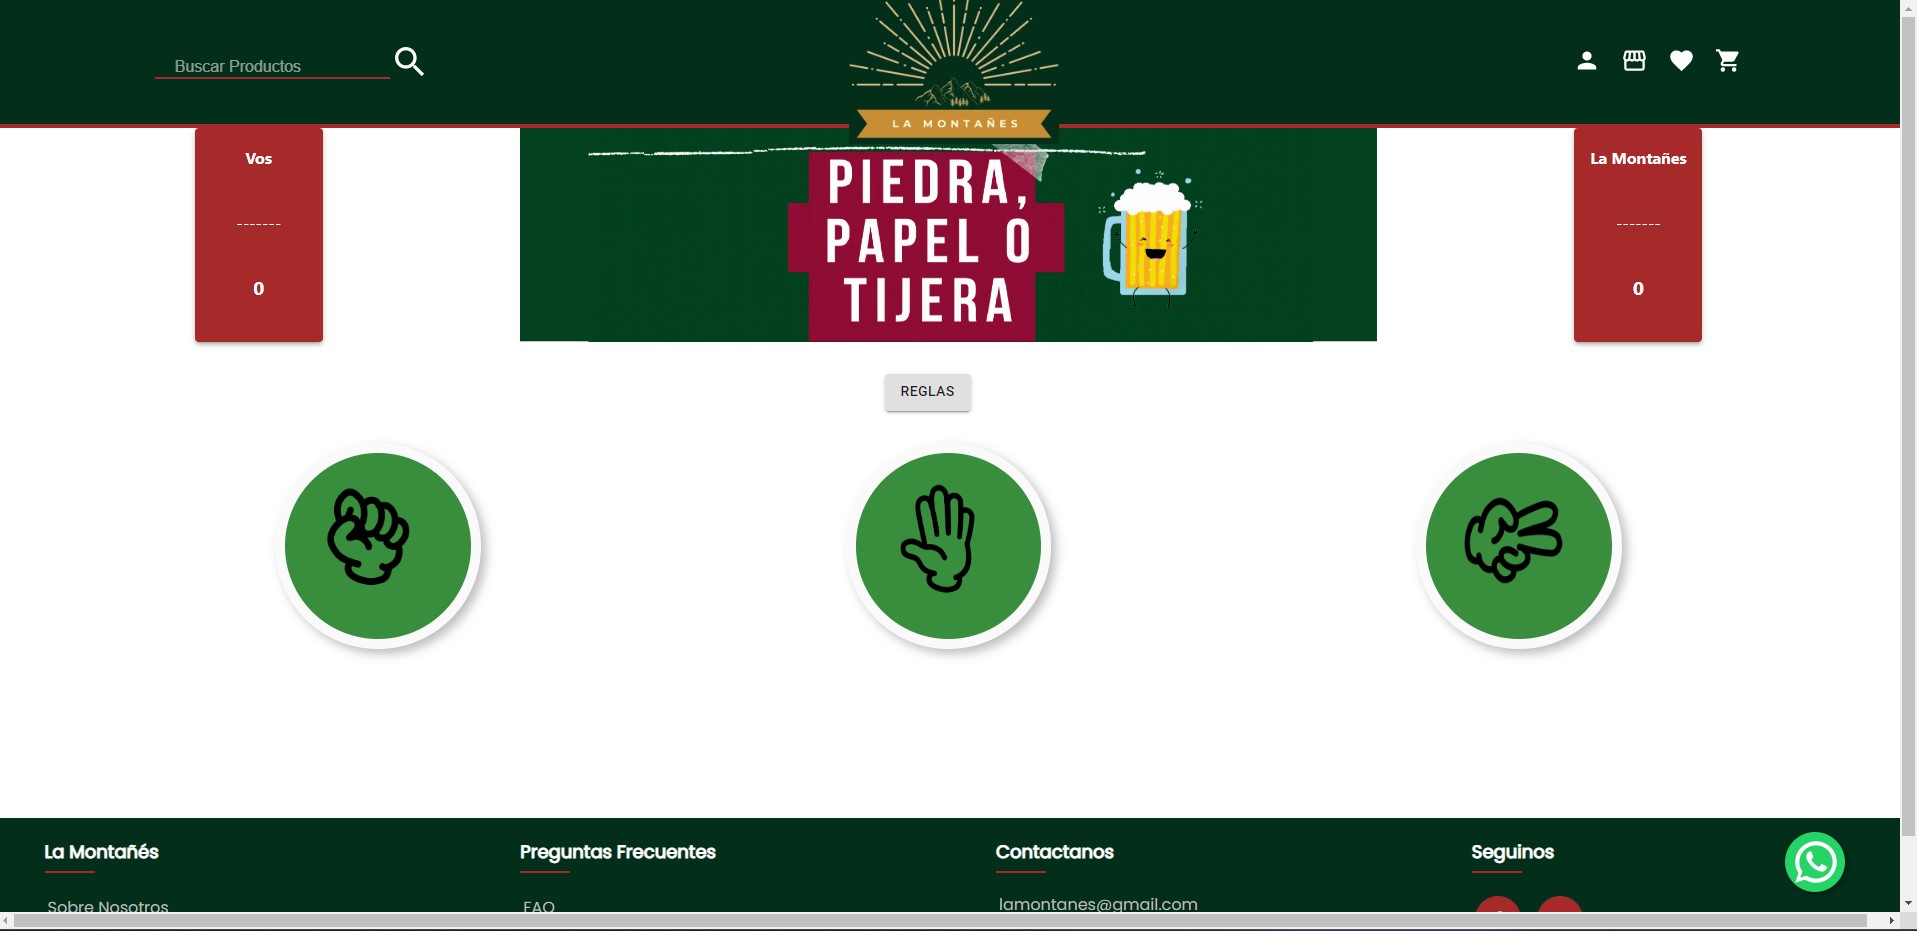 Buscar Productos
LA MONTAÑES
Vos
-------
0
PIEDRA,
PAPEL O
TIJERA
La Montañes
-------
0
REGLAS
La Montañés
Sobre Nosotros
Preguntas Frecuentes
FAQ
Contactanos
lamontanes@gmail.com
Seguinos